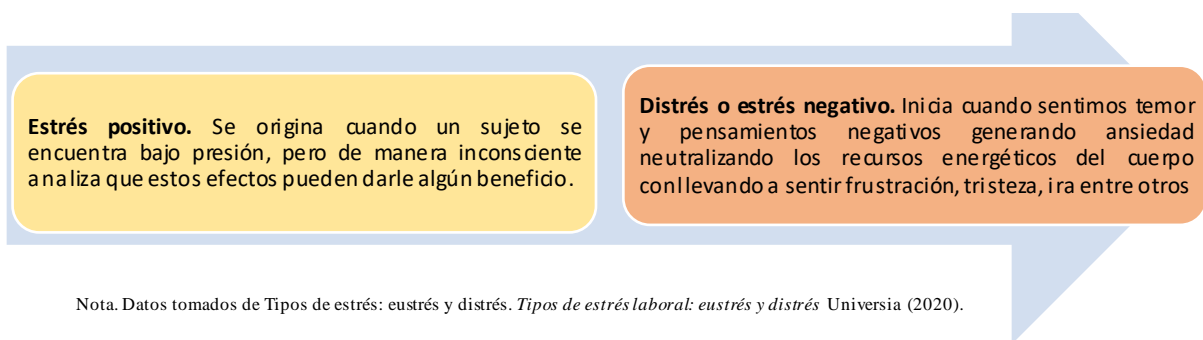 Estrés positivo. Se origina cuando un sujeto se
encuentra bajo presión, pero de manera inconsciente
analiza que estos efectos pueden darle algún beneficio.
Distrés o estrés negativo. Inicia cuando sentimos temor
y pensamientos negativos generando ansiedad
neutralizando los recursos energéticos del cuerpo
conllevando a sentir frustración, tristeza, ira entre otros
Nota. Datos tomados de Tipos de estrés: eustrés y distrés. Tipos de estrés laboral: eustrés y distrés Universia (2020).